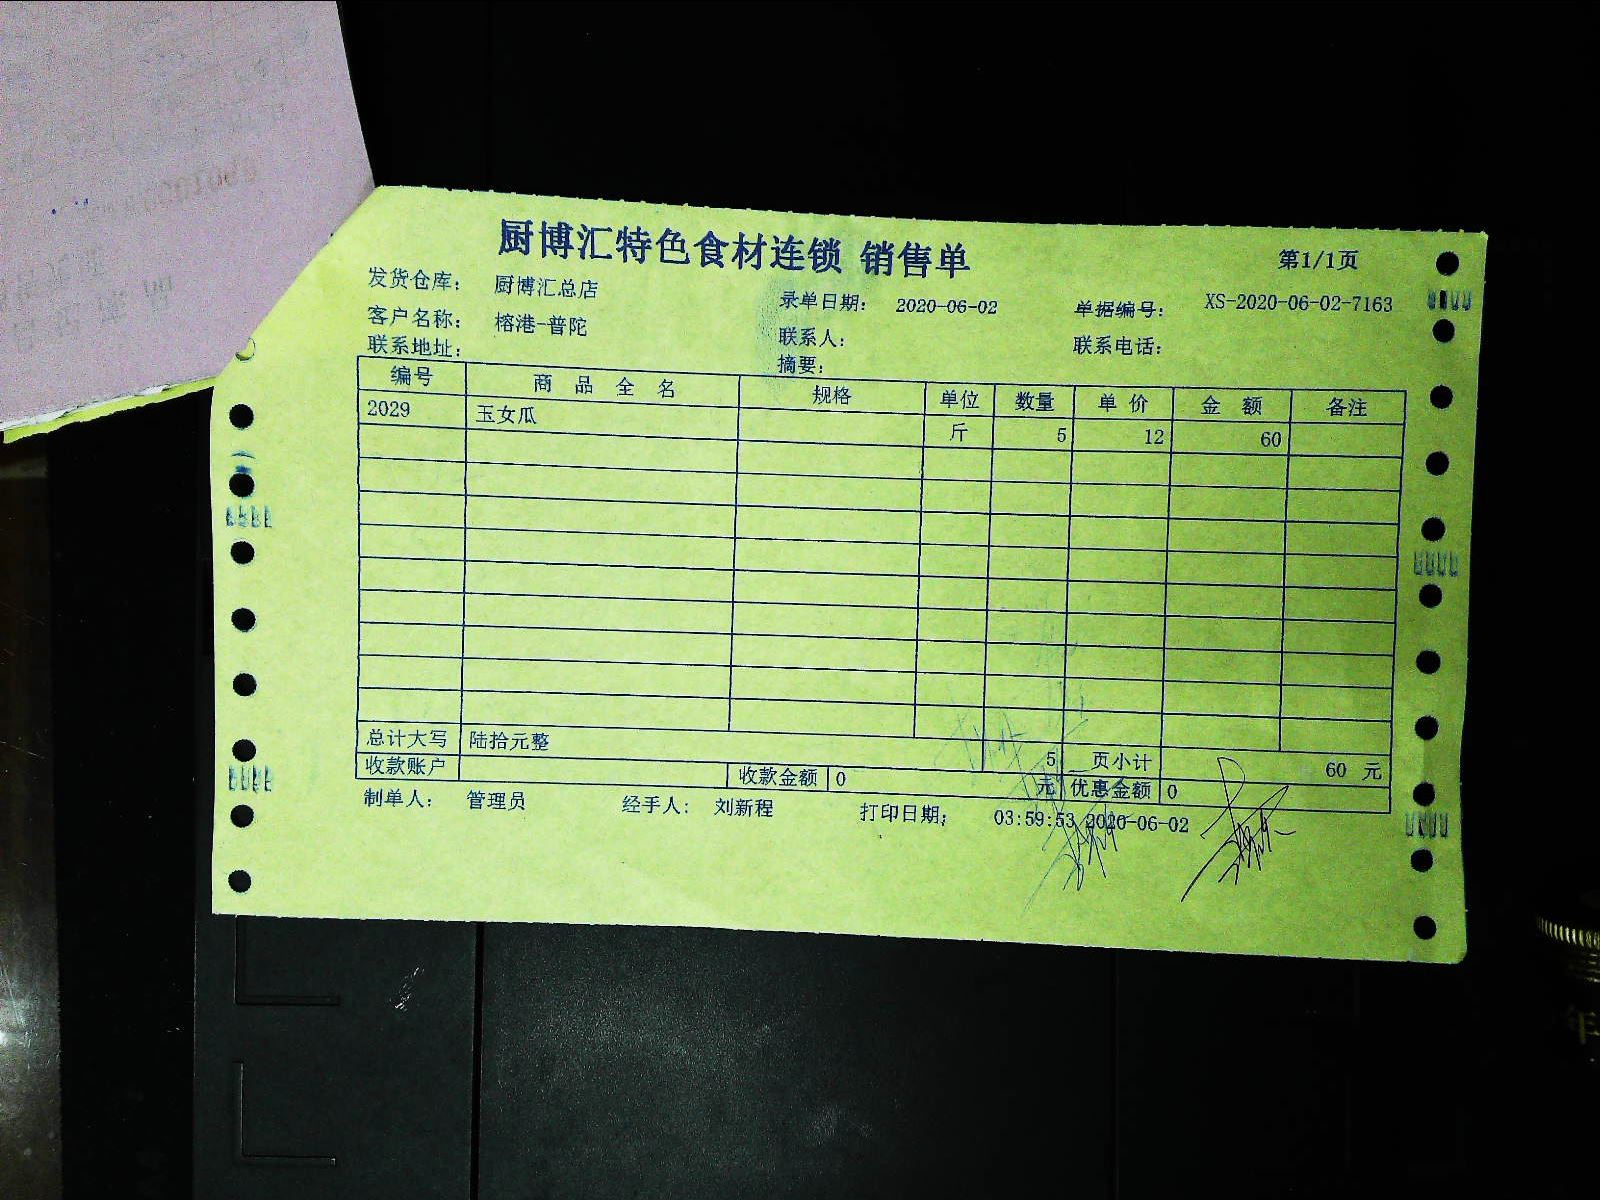 厨博汇特色食材连锁 销售单
第1/1页
发货仓库: 厨博汇总店 录单日期: 2020-06-02 单据编号: XS-2020-06-02-7163
客户名称: 榕港-普陀 联系人: 联系电话:
联系地址: 摘要:
编号 商品全名 规格 单位 数量 单价 金额 备注
2029 玉女瓜 斤 5 12 60
总计大写 陆拾元整 5 页小计 60 元
收款账户 收款金额 0 元 优惠金额 0
制单人: 管理员 经手人: 刘新程 打印日期: 03:59:53 2020-06-02
年